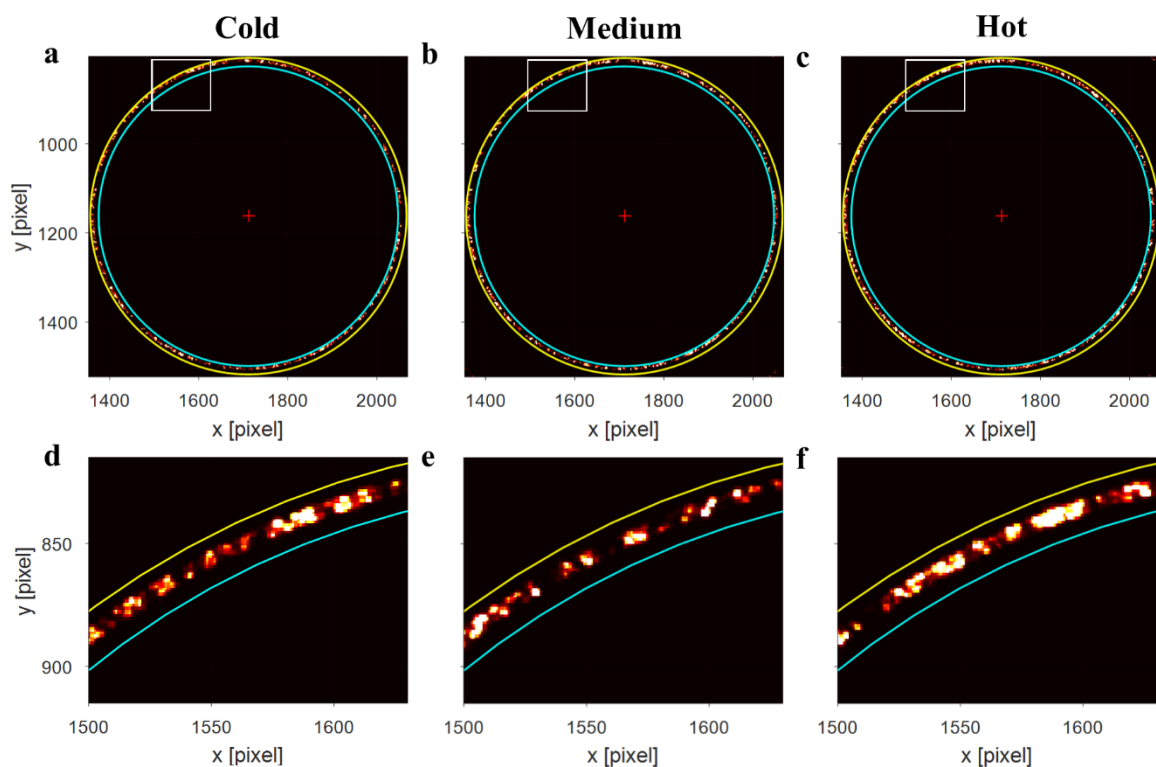 Cold Medium Hot
a b c
1000
1200
1400
y [pixel]
1400 1600 1800 2000 1400 1600 1800 2000 1400 1600 1800 2000
x [pixel] x [pixel] x [pixel]
d e f
850
900
y [pixel]
1500 1550 1600 1500 1550 1600 1500 1550 1600
x [pixel] x [pixel] x [pixel]